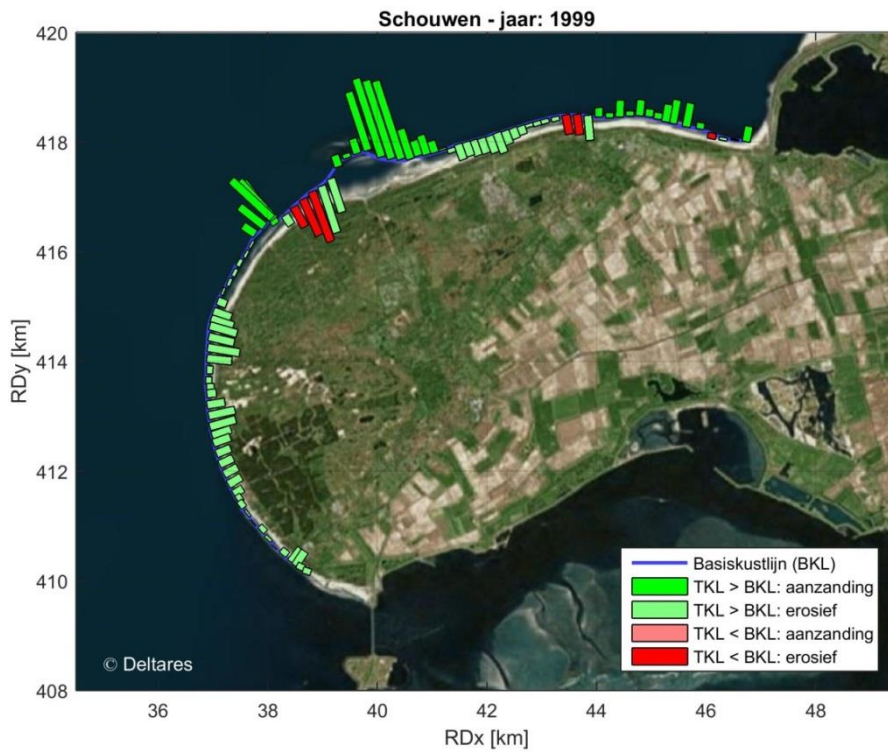 Schouwen - jaar: 1999
420
418
416
414
412
410
408
RDy [km]
Basiskustlijn (BKL)
TKL > BKL: aanzanding
TKL > BKL: erosief
TKL < BKL: aanzanding
TKL < BKL: erosief
© Deltares
36 38 40 42 44 46 48
RDx [km]